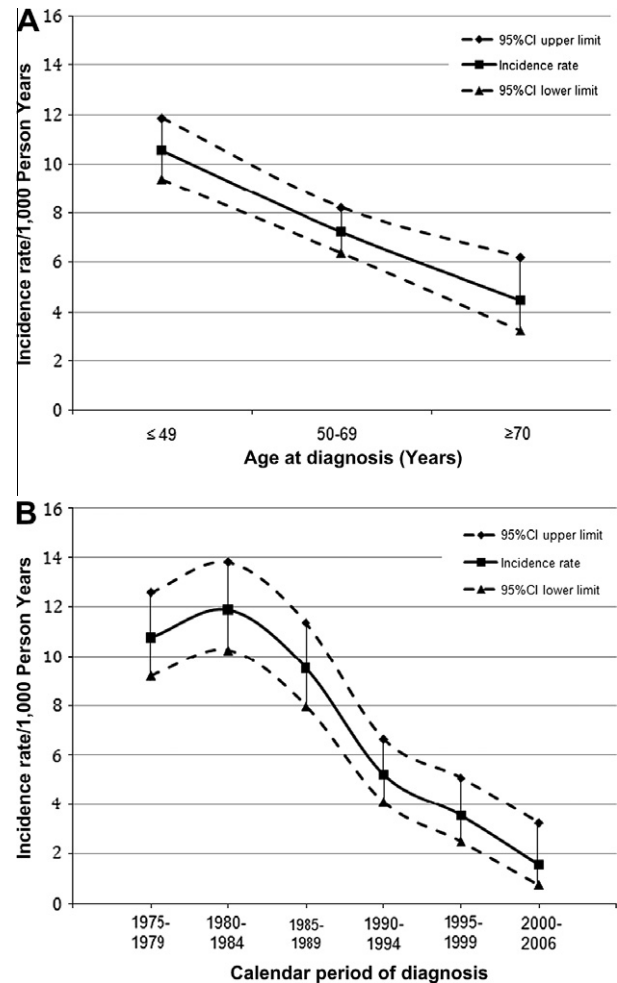 A
16
14
12
10
8
6
4
2
0
Incidence rate/1,000 Person Years
95%CI upper limit
Incidence rate
95%CI lower limit
≤ 49
50-69
≥70
Age at diagnosis (Years)
B
16
14
12
10
8
6
4
2
0
Incidence rate/1,000 Person Years
95%CI upper limit
Incidence rate
95%CI lower limit
1975-
1979
1980-
1984
1985-
1989
1990-
1994
1995-
1999
2000-
2006
Calendar period of diagnosis